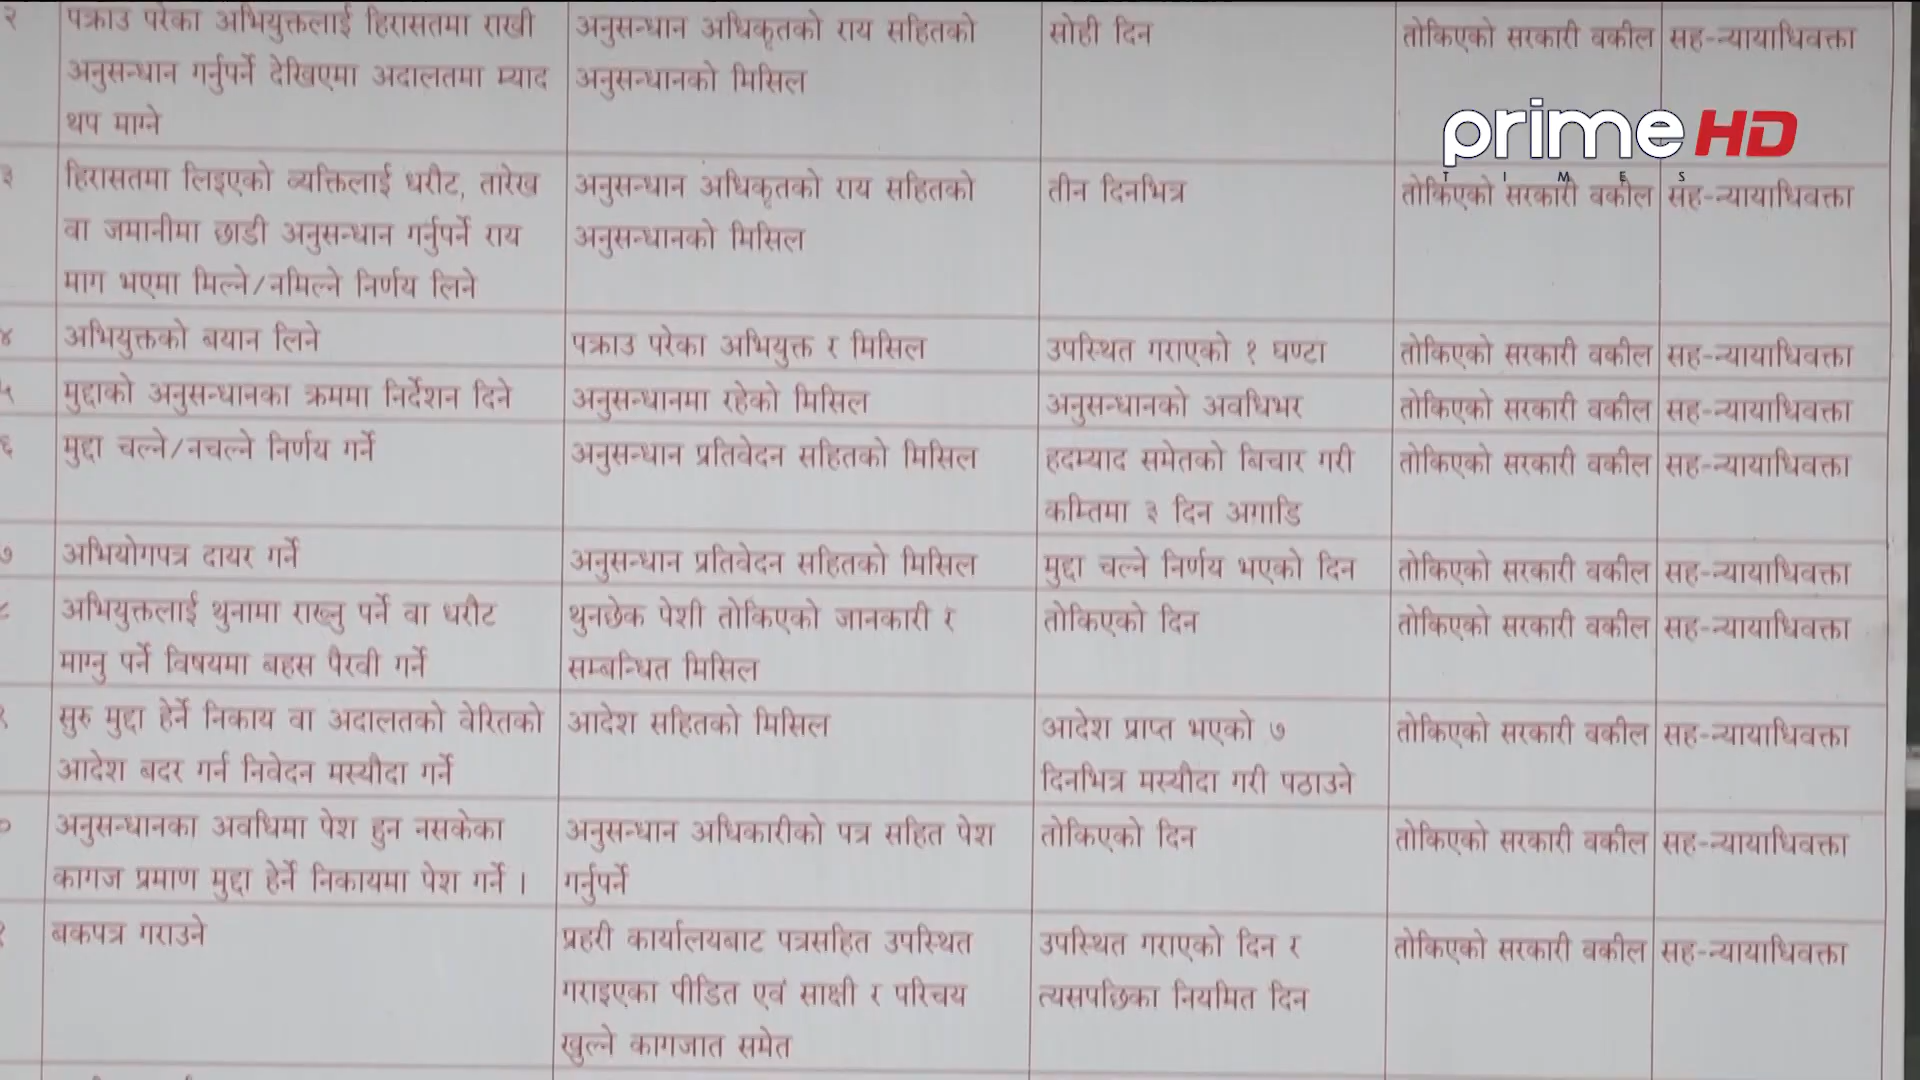 २ पक्राउ परेका अभियुक्तलाई हिरासतमा राखी अनुसन्धान अधिकृतको राय सहितको सोही दिन तोकिएको सरकारी वकील सह-न्यायाधिवक्ता
अनुसन्धान गर्नुपर्ने देखिएमा अदालतमा म्याद अनुसन्धानको मिसिल
थप माग्ने
prime HD
TIMES
३ हिरासतमा लिइएको व्यक्तिलाई धरौट, तारेख अनुसन्धान अधिकृतको राय सहितको तीन दिनभित्र तोकिएको सरकारी वकील सह-न्यायाधिवक्ता
वा जमानीमा छाडी अनुसन्धान गर्नुपर्ने राय अनुसन्धानको मिसिल
माग भएमा मिल्ने/नमिल्ने निर्णय लिने
४ अभियुक्तको बयान लिने पक्राउ परेका अभियुक्त र मिसिल उपस्थित गराएको १ घण्टा तोकिएको सरकारी वकील सह-न्यायाधिवक्ता
५ मुद्दाको अनुसन्धानका क्रममा निर्देशन दिने अनुसन्धानमा रहेको मिसिल अनुसन्धानको अवधिभर तोकिएको सरकारी वकील सह-न्यायाधिवक्ता
६ मुद्दा चल्ने/नचल्ने निर्णय गर्ने अनुसन्धान प्रतिवेदन सहितको मिसिल हदम्याद समेतको बिचार गरी तोकिएको सरकारी वकील सह-न्यायाधिवक्ता
कम्तिमा ३ दिन अगाडि
७ अभियोगपत्र दायर गर्ने अनुसन्धान प्रतिवेदन सहितको मिसिल मुद्दा चल्ने निर्णय भएको दिन तोकिएको सरकारी वकील सह-न्यायाधिवक्ता
८ अभियुक्तलाई थुनामा राख्नु पर्ने वा धरौट थुनछेक पेशी तोकिएको जानकारी र तोकिएको दिन तोकिएको सरकारी वकील सह-न्यायाधिवक्ता
माग्नु पर्ने विषयमा बहस पैरवी गर्ने सम्बन्धित मिसिल
सुरु मुद्दा हेर्ने निकाय वा अदालतको वेरितको आदेश सहितको मिसिल आदेश प्राप्त भएको ७ तोकिएको सरकारी वकील सह-न्यायाधिवक्ता
आदेश बदर गर्न निवेदन मस्यौदा गर्ने दिनभित्र मस्यौदा गरी पठाउने
० अनुसन्धानका अवधिमा पेश हुन नसकेका अनुसन्धान अधिकारीको पत्र सहित पेश तोकिएको दिन तोकिएको सरकारी वकील सह-न्यायाधिवक्ता
कागज प्रमाण मुद्दा हेर्ने निकायमा पेश गर्ने । गर्नुपर्ने
१ बकपत्र गराउने प्रहरी कार्यालयबाट पत्रसहित उपस्थित उपस्थित गराएको दिन र तोकिएको सरकारी वकील सह-न्यायाधिवक्ता
गराइएका पीडित एवं साक्षी र परिचय त्यसपछिका नियमित दिन
खुल्ने कागजात समेत